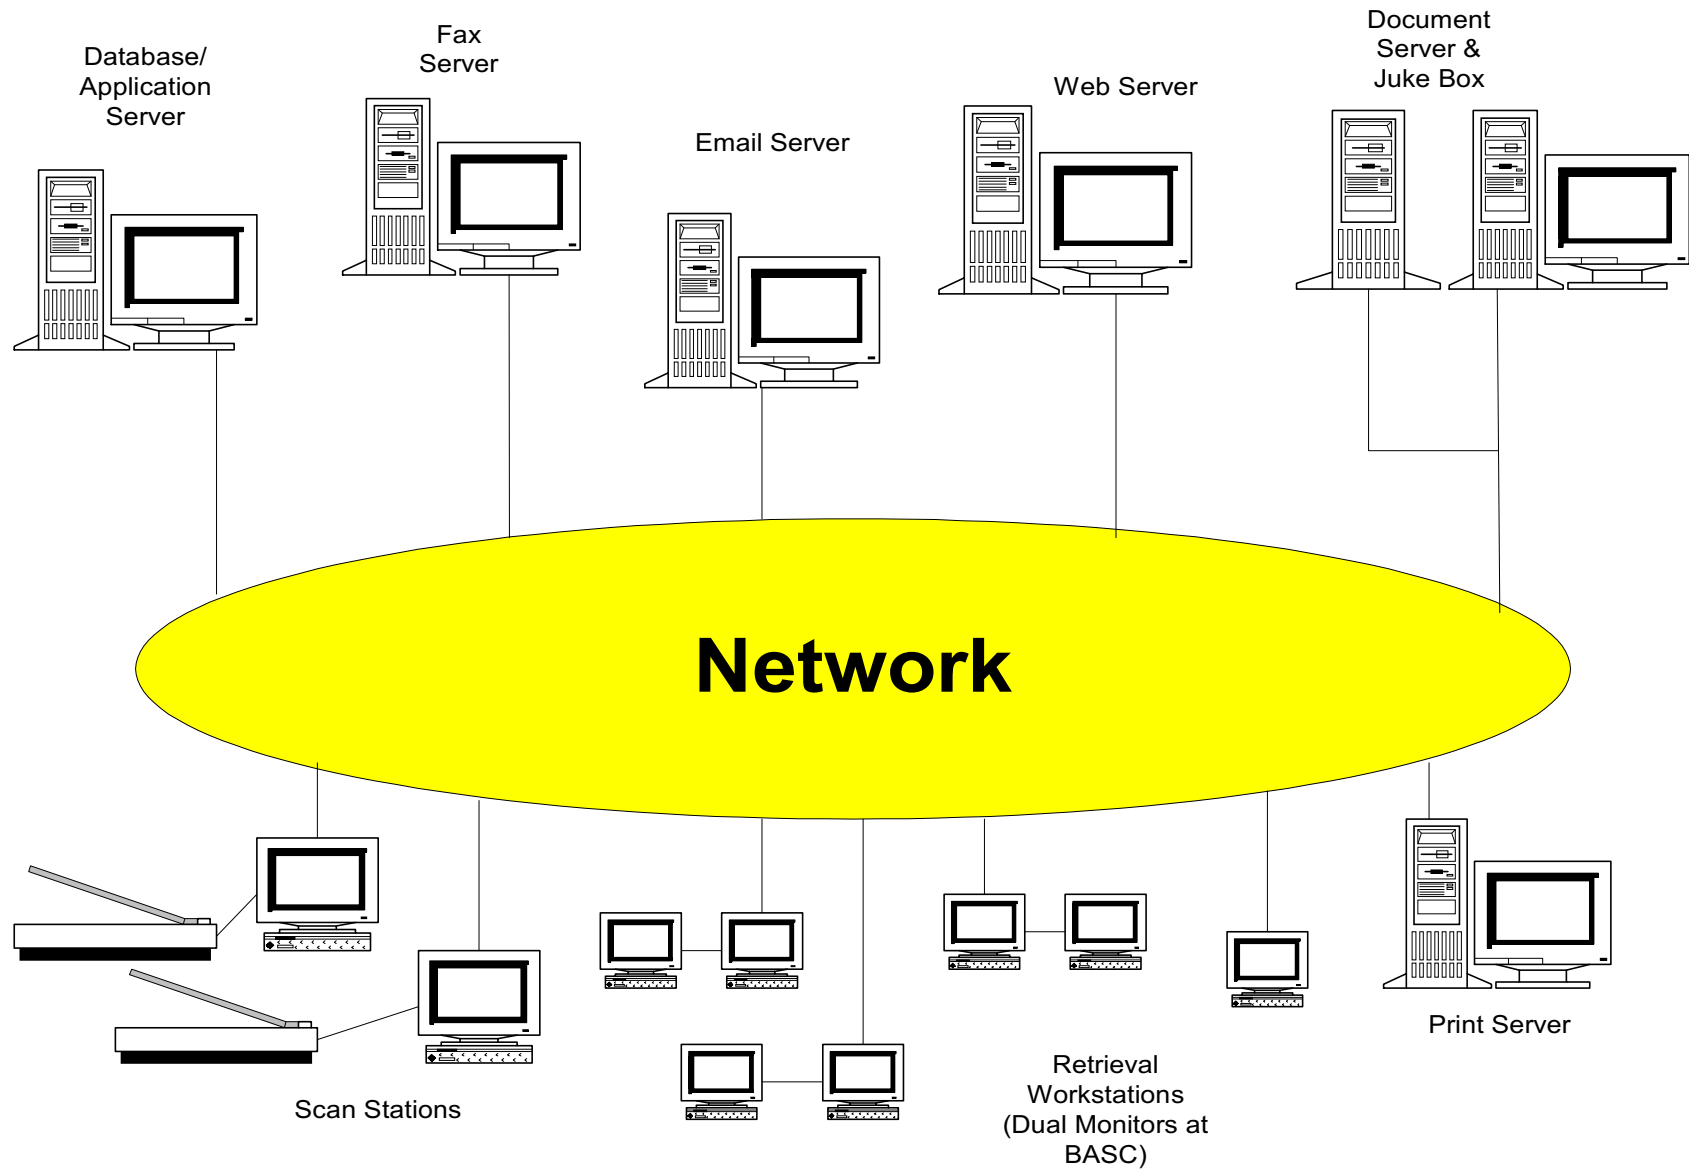 Database/
Application
Server
Fax
Server
Email Server
Web Server
Document
Server &
Juke Box
Network
Scan Stations
Retrieval
Workstations
(Dual Monitors at
BASC)
Print Server